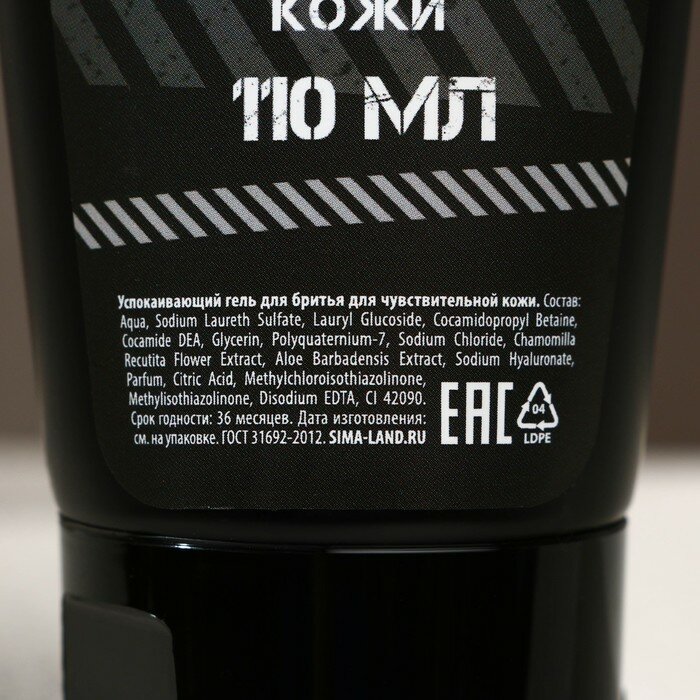 кожи
110 МЛ
Успокаивающий гель для бритья для чувствительной кожи. Состав:
Aqua, Sodium Laureth Sulfate, Lauryl Glucoside, Cocamidopropyl Betaine,
Cocamide DEA, Glycerin, Polyquaternium-7, Sodium Chloride, Chamomilla
Recutita Flower Extract, Aloe Barbadensis Extract, Sodium Hyaluronate,
Parfum, Citric Acid, Methylchloroisothiazolinone,
Methylisothiazolinone, Disodium EDTA, CI 42090.
Срок годности: 36 месяцев. Дата изготовления:
см. на упаковке. ГОСТ 31692-2012. SIMA-LAND.RU
EAC
04
LDPE